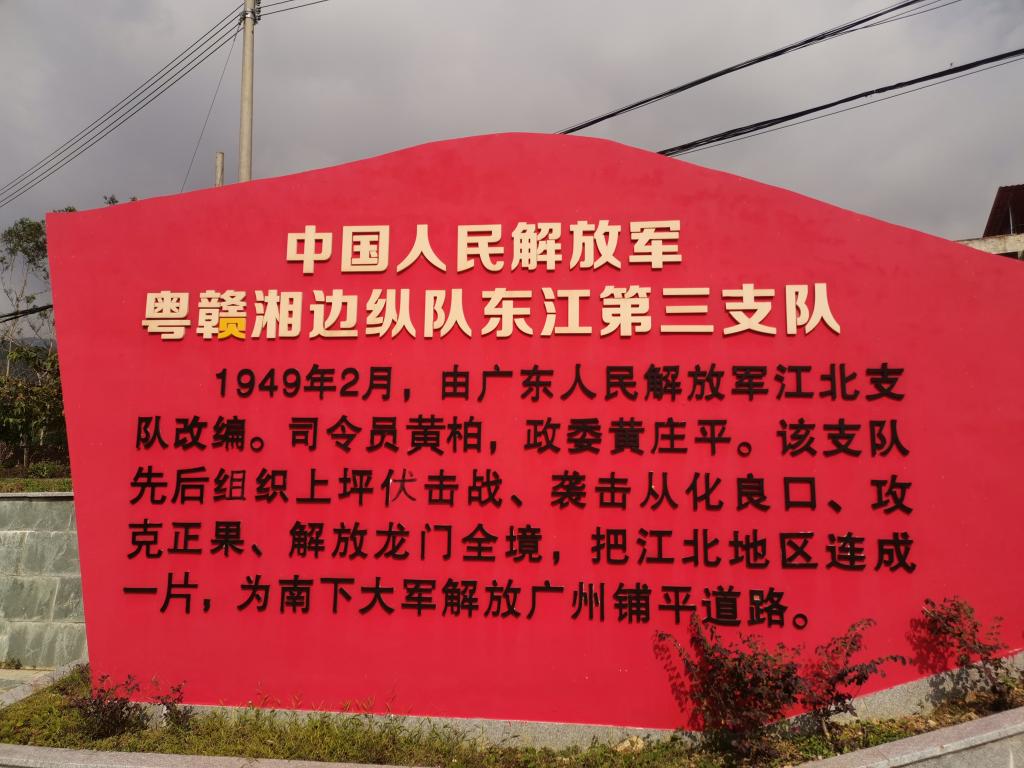 中国人民解放军
粤赣湘边纵队东江第三支队
1949年2月，由广东人民解放军江北支
队改编。司令员黄柏，政委黄庄平。该支队
先后组织上坪伏击战、袭击从化良口、攻
克正果、解放龙门全境，把江北地区连成
一片，为南下大军解放广州铺平道路。